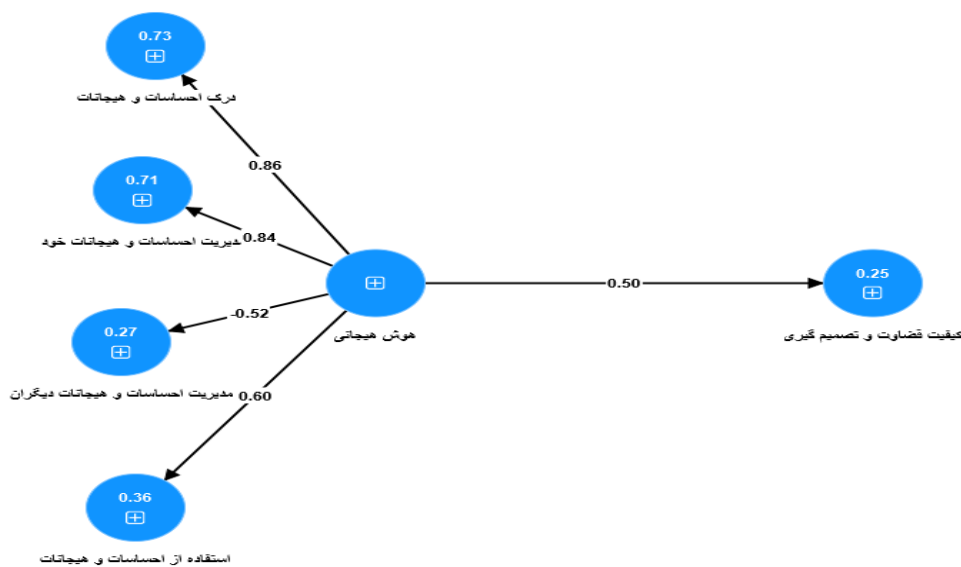 0.73
درک احساسات و هیجانات
0.86
0.71
مدیریت احساسات و هیجانات خود
0.84
هوش هیجانی
0.50
0.25
کیفیت قضاوت و تصمیم گیری
0.27
-0.52
مدیریت احساسات و هیجانات دیگران
0.60
0.36
استفاده از احساسات و هیجانات